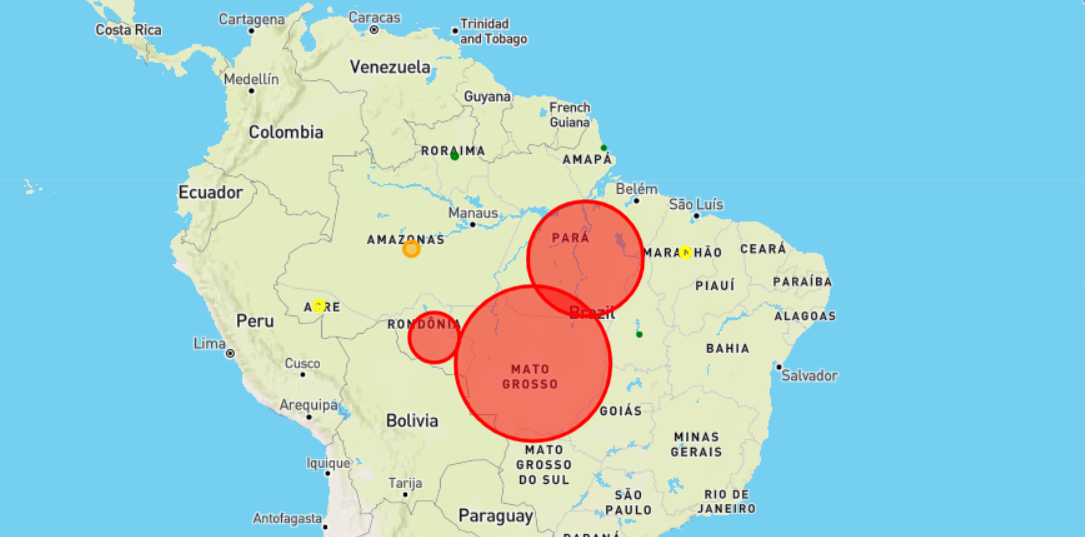 Costa Rica
Cartagena
Caracas
Trinidad
and Tobago
Medellín
Venezuela
Guyana
French
Guiana
Colombia
RORAIMA
AMAPÁ
Ecuador
Belém
São Luís
Manaus
AMAZONAS
PARÁ
MARANHÃO
CEARÁ
PIAUÍ
PARAÍBA
ACRE
Brazil
ALAGOAS
Peru
RONDÔNIA
Lima
BAHIA
Cusco
MATO
GROSSO
Salvador
Arequipa
Bolivia
GOIÁS
MINAS
GERAIS
MATO
GROSSO
DO SUL
Iquique
Tarija
SÃO
PAULO
RIO DE
JANEIRO
Antofagasta
Paraguay
PARANÁ